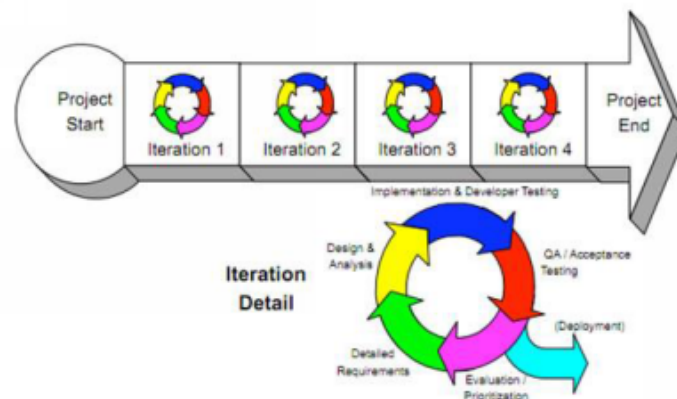 Project
Start
Iteration 1
Iteration 2
Iteration 3
Iteration 4
Project
End
Implementation & Developer Testing
Design &
Analysis
QA / Acceptance
Testing
Iteration
Detail
(Deployment)
Detailed
Requirements
Evaluation /
Prioritization